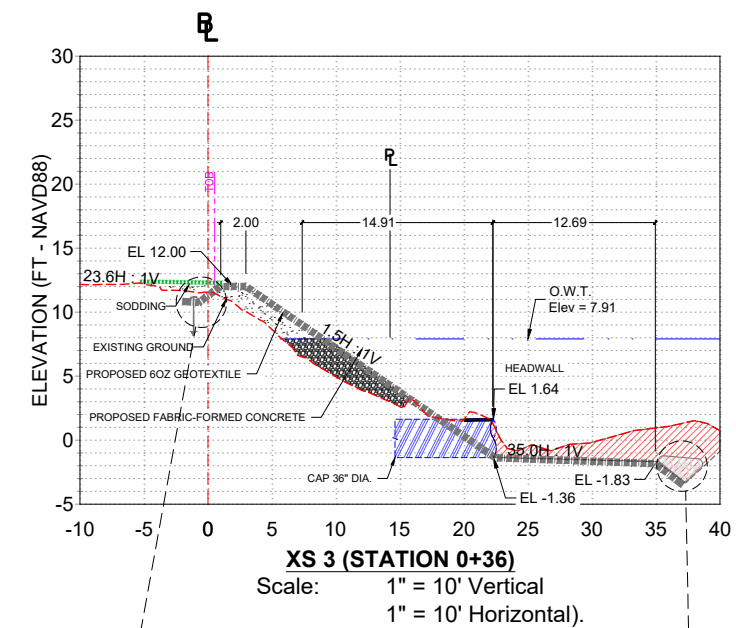 BL
30
25
20
15
10
5
0
-5
ELEVATION (FT - NAVD88)
PL
TOB
2.00
14.91
12.69
EL 12.00
23.6H : 1V
SODDING
O.W.T.
Elev = 7.91
EXISTING GROUND
1.5H : 1V
PROPOSED 6OZ GEOTEXTILE
HEADWALL
EL 1.64
PROPOSED FABRIC-FORMED CONCRETE
35.0H : 1V
CAP 36" DIA.
EL -1.83
EL -1.36
-10 -5 0 5 10 15 20 25 30 35 40
XS 3 (STATION 0+36)
Scale: 1" = 10' Vertical
1" = 10' Horizontal).